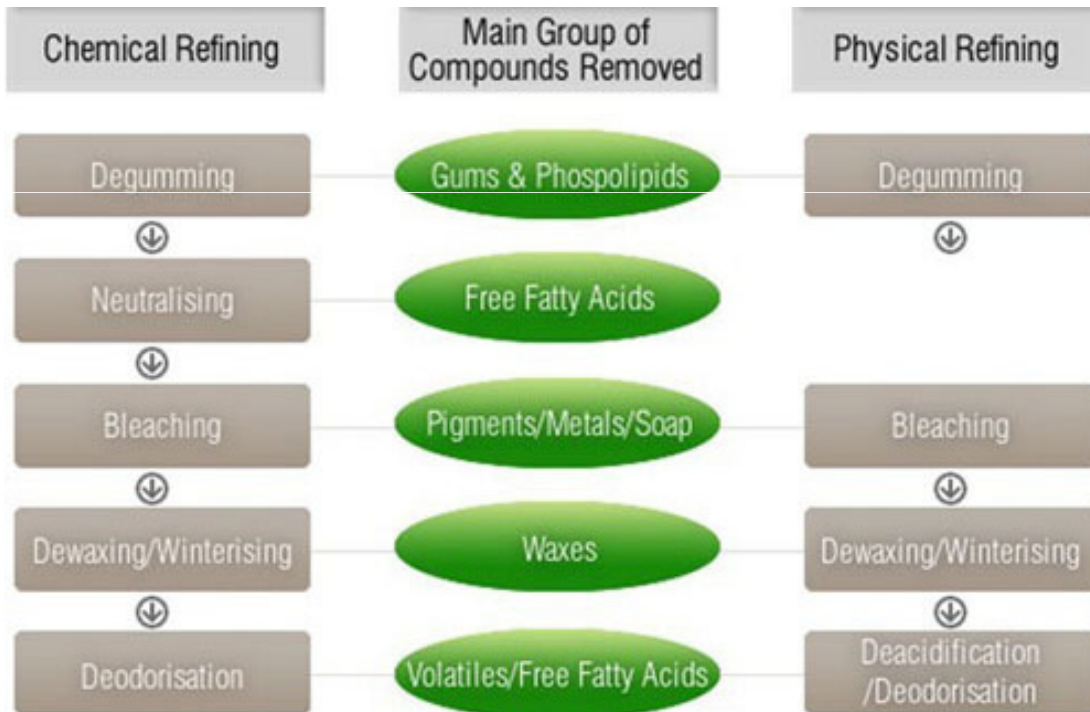 Chemical Refining
Main Group of
Compounds Removed
Physical Refining
Degumming
Gums & Phospolipids
Degumming
Neutralising
Free Fatty Acids
Bleaching
Pigments/Metals/Soap
Bleaching
Dewaxing/Winterising
Waxes
Dewaxing/Winterising
Deodorisation
Volatiles/Free Fatty Acids
Deacidification
/Deodorisation